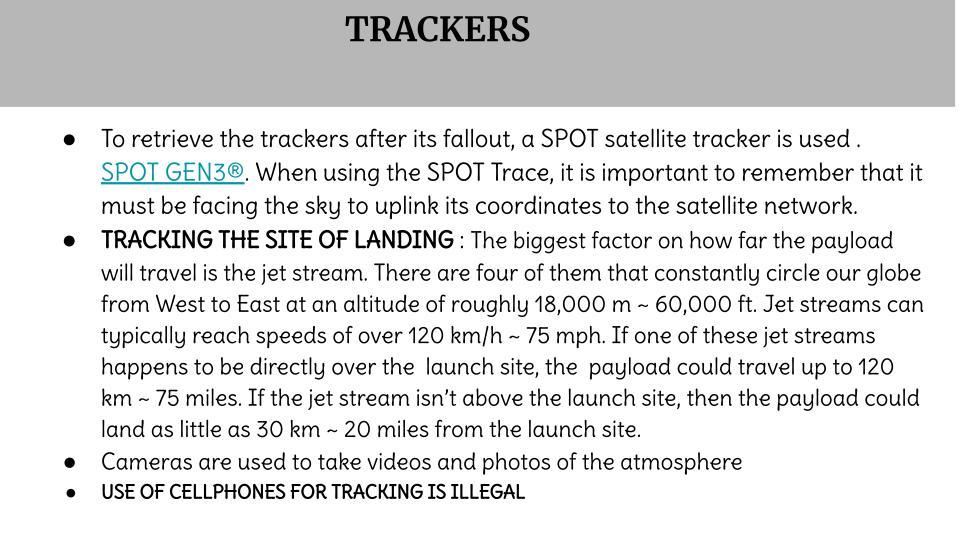 TRACKERS
● To retrieve the trackers after its fallout, a SPOT satellite tracker is used .
SPOT GEN3®. When using the SPOT Trace, it is important to remember that it
must be facing the sky to uplink its coordinates to the satellite network.
● TRACKING THE SITE OF LANDING : The biggest factor on how far the payload
will travel is the jet stream. There are four of them that constantly circle our globe
from West to East at an altitude of roughly 18,000 m ~ 60,000 ft. Jet streams can
typically reach speeds of over 120 km/h ~ 75 mph. If one of these jet streams
happens to be directly over the  launch site, the  payload could travel up to 120
km ~ 75 miles. If the jet stream isn't above the launch site, then the payload could
land as little as 30 km ~ 20 miles from the launch site.
● Cameras are used to take videos and photos of the atmosphere
● USE OF CELLPHONES FOR TRACKING IS ILLEGAL